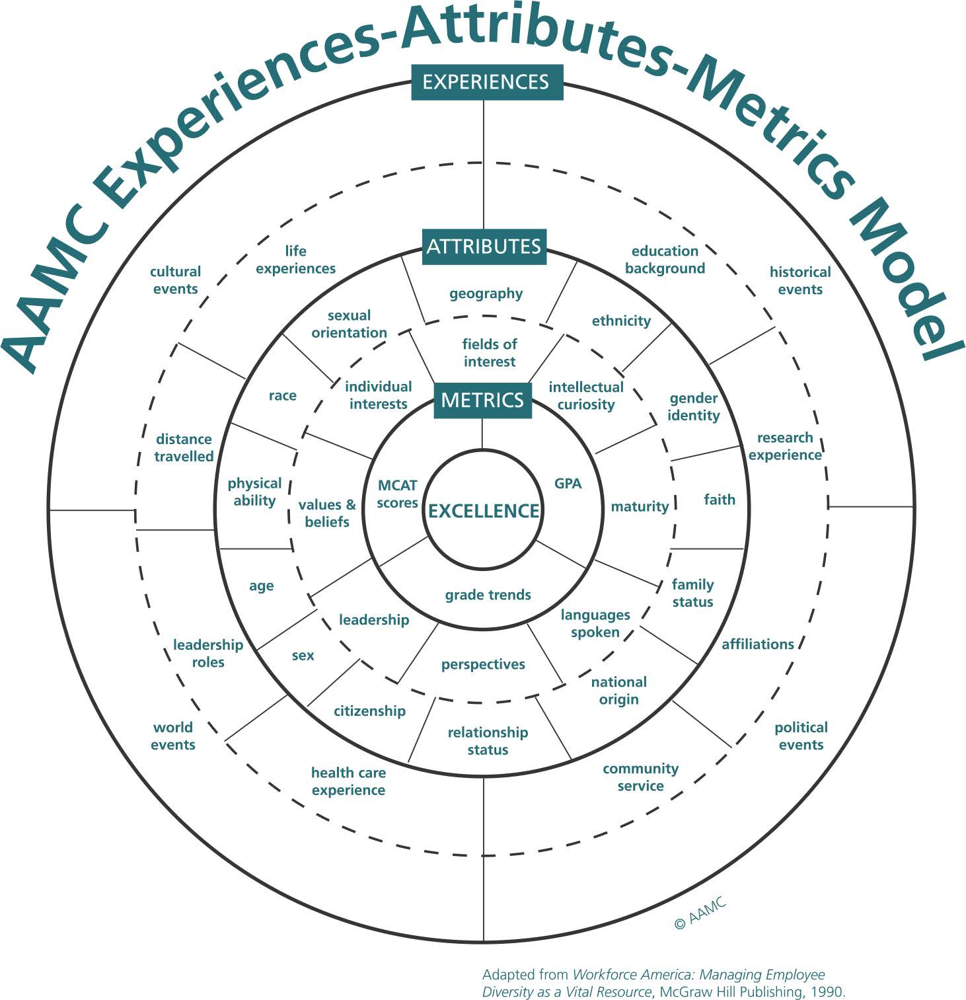 AAMC Experiences-Attributes-Metrics Model
EXPERIENCES
cultural
events
historical
events
world
events
political
events
life
experiences
education
background
distance
travelled
research
experience
leadership
roles
affiliations
health care
experience
community
service
ATTRIBUTES
geography
sexual
orientation
ethnicity
race
gender
identity
physical
ability
faith
age
family
status
sex
national
origin
citizenship
relationship
status
fields of
interest
individual
interests
intellectual
curiosity
values &
beliefs
maturity
leadership
languages
spoken
perspectives
METRICS
MCAT
scores
GPA
grade trends
EXCELLENCE
© AAMC
Adapted from Workforce America: Managing Employee
Diversity as a Vital Resource, McGraw Hill Publishing, 1990.